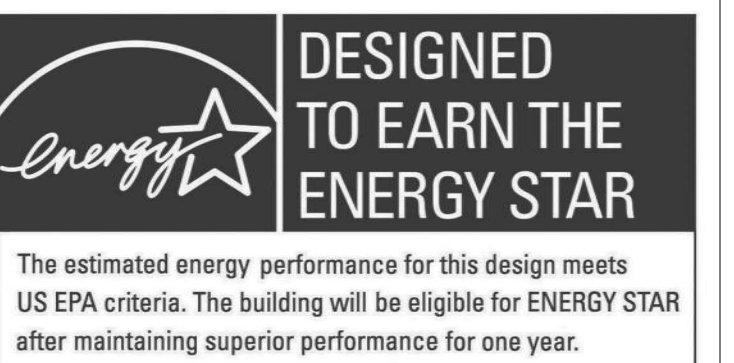 energy
DESIGNED
TO EARN THE
ENERGY STAR
The estimated energy performance for this design meets
US EPA criteria. The building will be eligible for ENERGY STAR
after maintaining superior performance for one year.